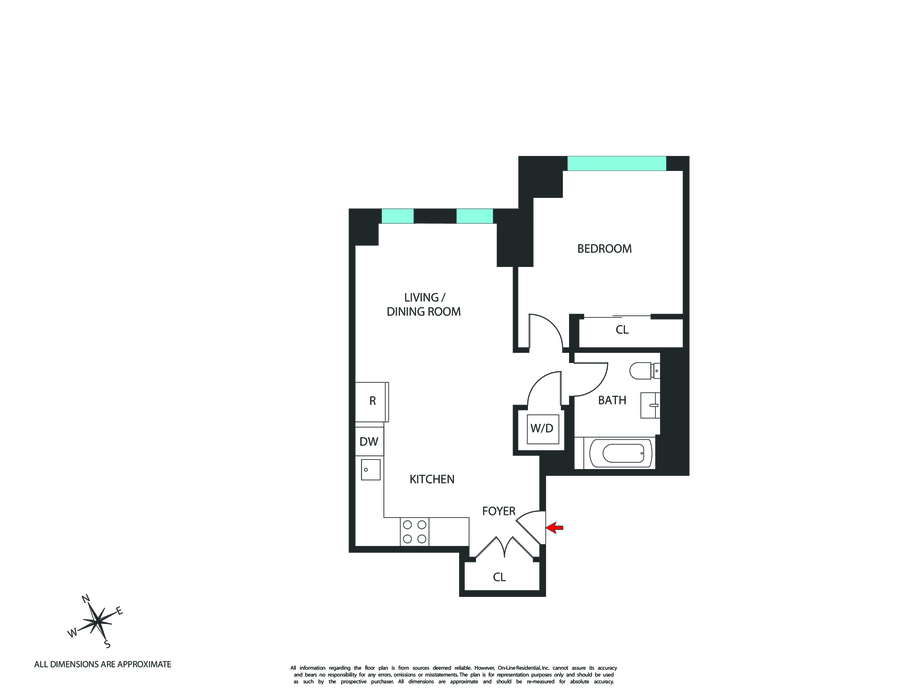 BEDROOM
LIVING /
DINING ROOM
CL
R
BATH
W/D
DW
KITCHEN
FOYER
CL
N
E
W
S
ALL DIMENSIONS ARE APPROXIMATE
All information regarding the floor plan is from sources deemed reliable. However, On-Line Residential, Inc. cannot assure its accuracy
and bears no responsibility for any errors, omissions or misstatements. The plan is for representation purposes only and should be used
as such by the prospective purchaser. All dimensions are approximate and should be re-measured for absolute accuracy.